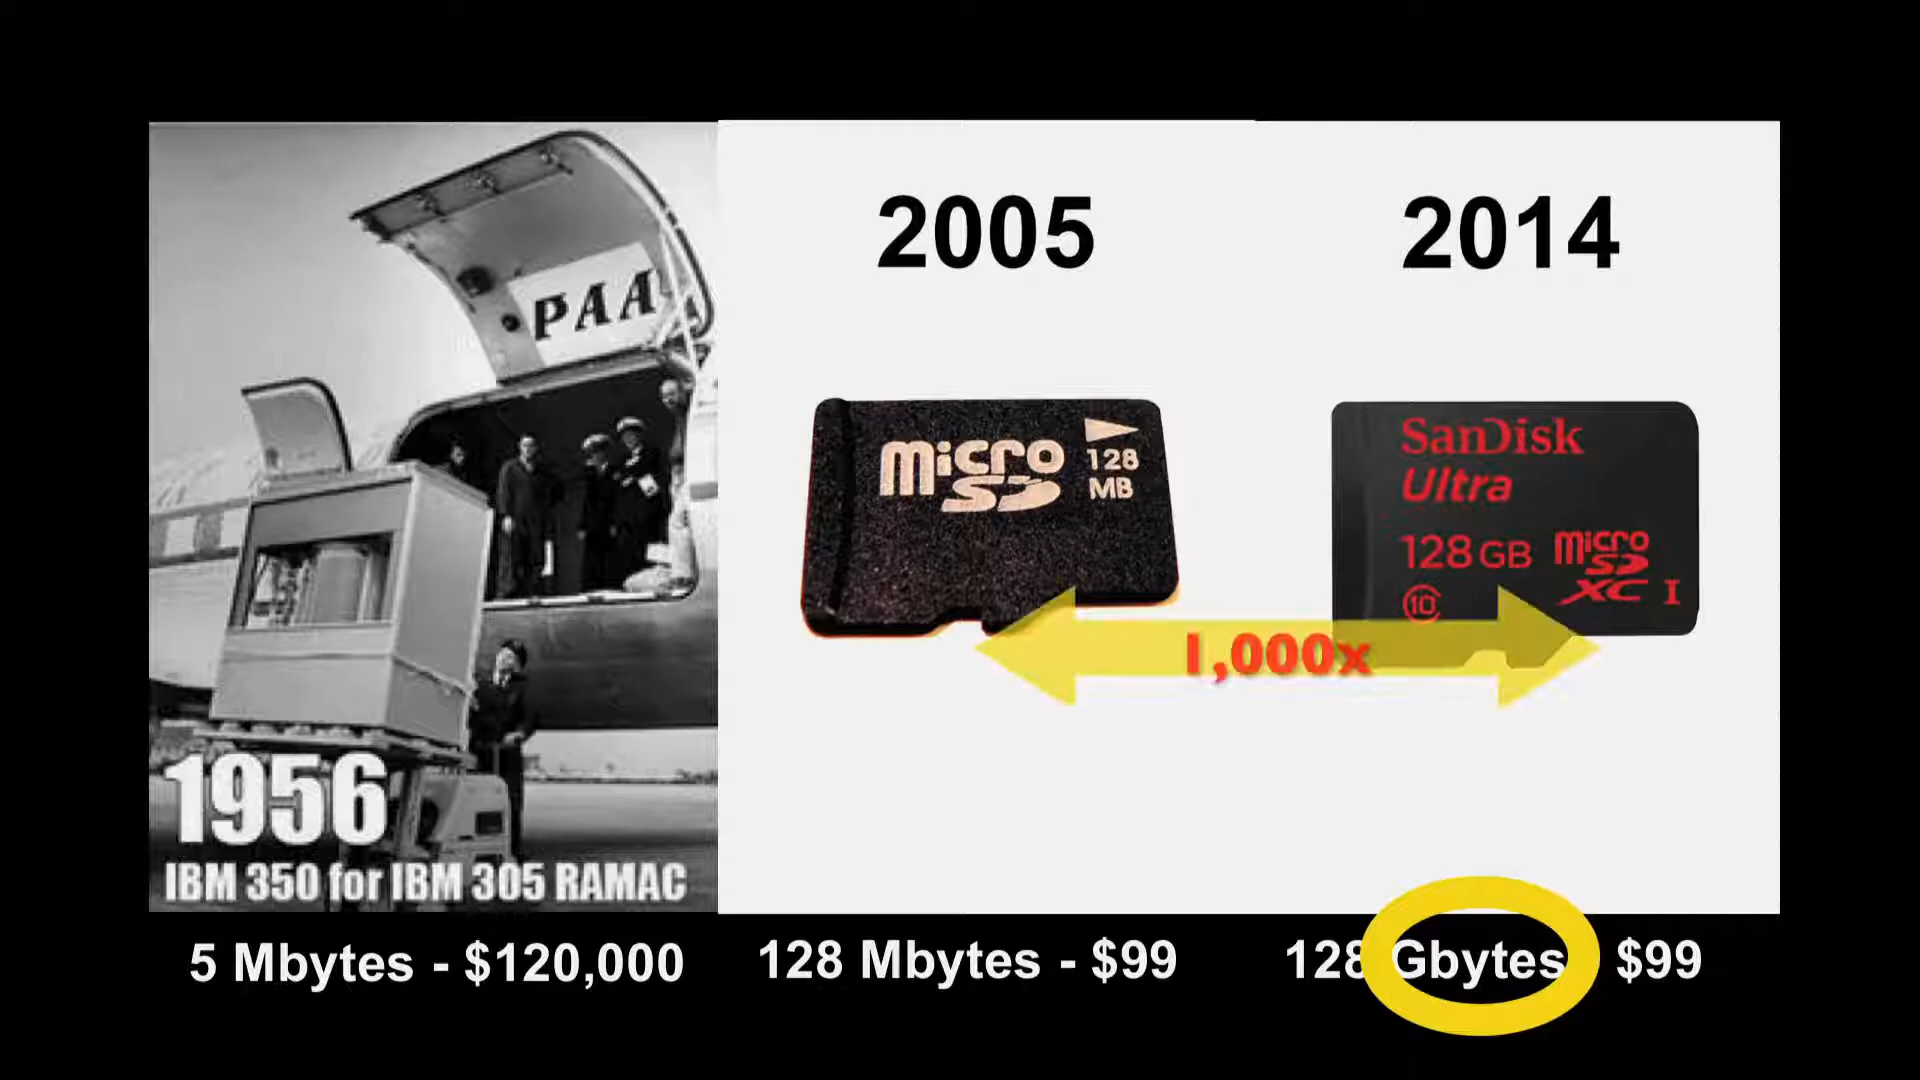 PAA
1956
IBM 350 for IBM 305 RAMAC
5 Mbytes - $120,000
2005
micro
SD
128
MB
128 Mbytes - $99
1,000x
2014
SanDisk
Ultra
128 GB
micro
SD
XC I
10
128 Gbytes $99